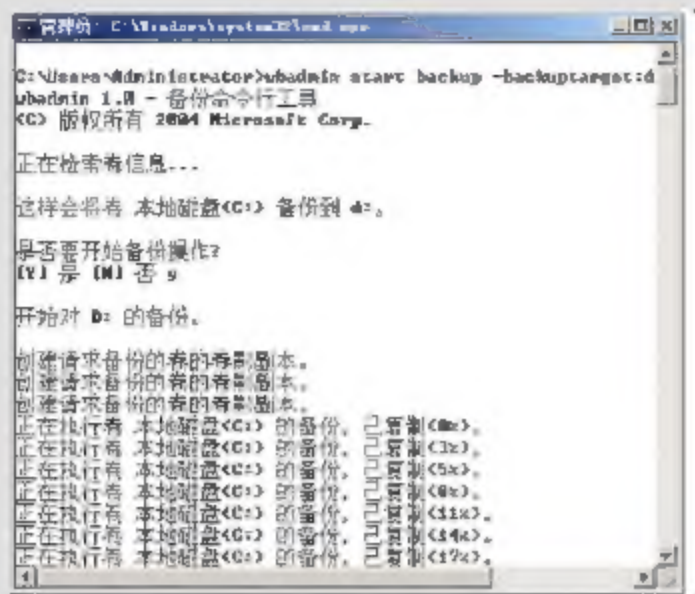 管理员: C:\Windows\system32\cmd.exe
C:\Users\Administrator>wbadmin start backup -backuptarget:d
wbadmin 1.0 - 备份命令行工具
<C> 版权所有 2004 Microsoft Corp.
正在检索卷信息...
这样会将卷 本地磁盘<C:> 备份到 d:。
是否要开始备份操作?
[Y] 是 [N] 否 y
开始对 D: 的备份。
创建请求备份的卷的卷影副本。
创建请求备份的卷的卷影副本。
创建请求备份的卷的卷影副本。
正在执行卷 本地磁盘<C:> 的备份，已复制<0%>。
正在执行卷 本地磁盘<C:> 的备份，已复制<1%>。
正在执行卷 本地磁盘<C:> 的备份，已复制<5%>。
正在执行卷 本地磁盘<C:> 的备份，已复制<8%>。
正在执行卷 本地磁盘<C:> 的备份，已复制<11%>。
正在执行卷 本地磁盘<C:> 的备份，已复制<14%>。
正在执行卷 本地磁盘<C:> 的备份，已复制<17%>。